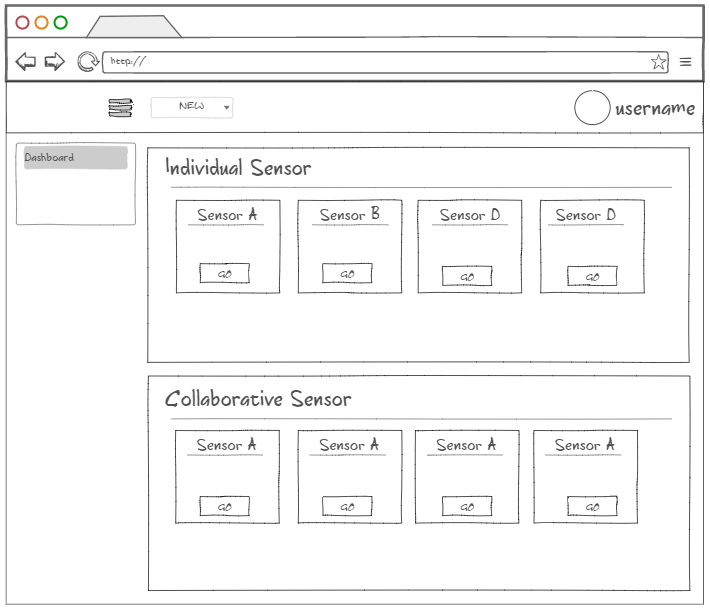 http://
NEW
username
Dashboard
Individual Sensor
Sensor A
Sensor B
Sensor D
Sensor D
GO
GO
GO
GO
Collaborative Sensor
Sensor A
Sensor A
Sensor A
Sensor A
GO
GO
GO
GO